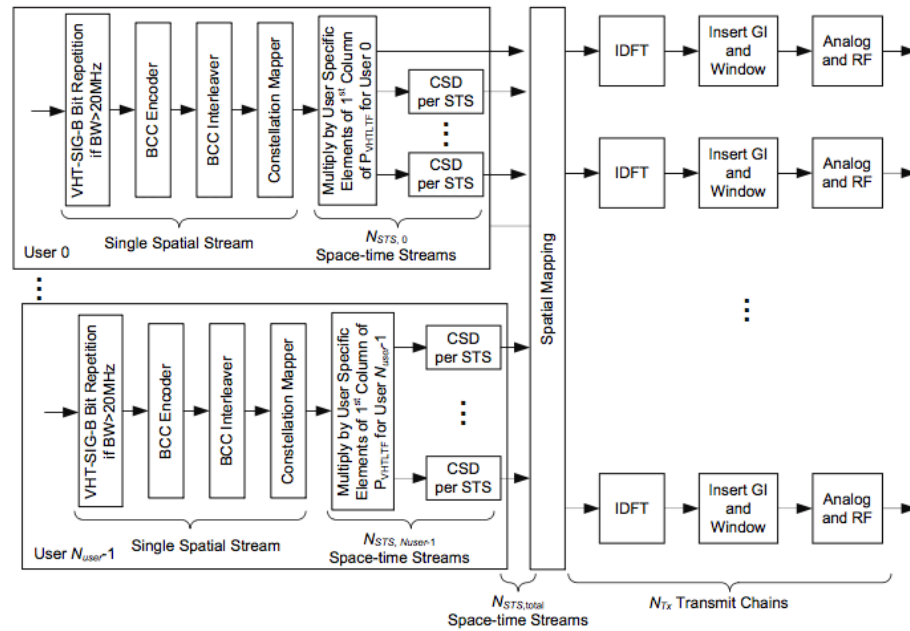 VHT-SIG-B Bit Repetition
if BW>20MHz
BCC Encoder
BCC Interleaver
Constellation Mapper
Multiply by User Specific
Elements of 1st Column
of PVHTLTF for User 0
CSD
per STS
...
CSD
per STS
Single Spatial Stream
NSTS, 0
Space-time Streams
User 0
...
VHT-SIG-B Bit Repetition
if BW>20MHz
BCC Encoder
BCC Interleaver
Constellation Mapper
Multiply by User Specific
Elements of 1st Column of
PVHTLTF for User Nuser-1
CSD
per STS
...
CSD
per STS
Single Spatial Stream
NSTS, Nuser-1
Space-time Streams
User Nuser-1
NSTS,total
Space-time Streams
Spatial Mapping
IDFT
Insert GI
and
Window
Analog
and RF
IDFT
Insert GI
and
Window
Analog
and RF
...
IDFT
Insert GI
and
Window
Analog
and RF
NTx Transmit Chains